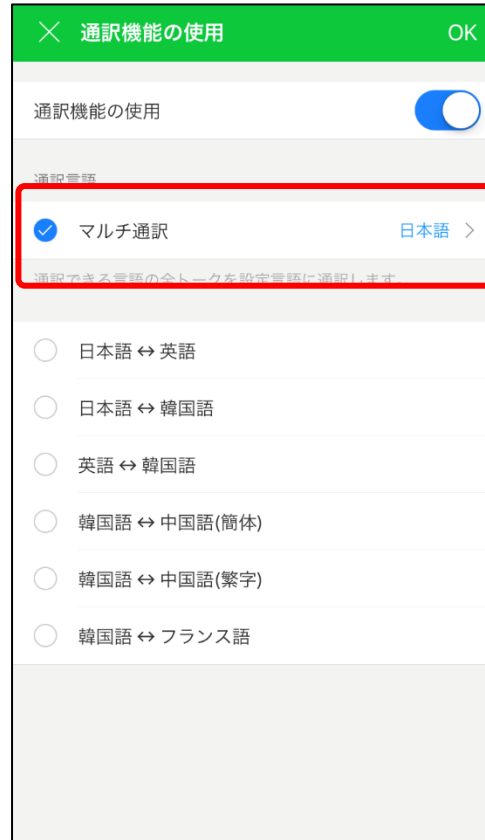 通訳機能の使用 OK
通訳機能の使用
通訳言語
マルチ通訳 日本語
通訳できる言語の全トークを設定言語に通訳します。
日本語 ↔ 英語
日本語 ↔ 韓国語
英語 ↔ 韓国語
韓国語 ↔ 中国語(簡体)
韓国語 ↔ 中国語(繁字)
韓国語 ↔ フランス語